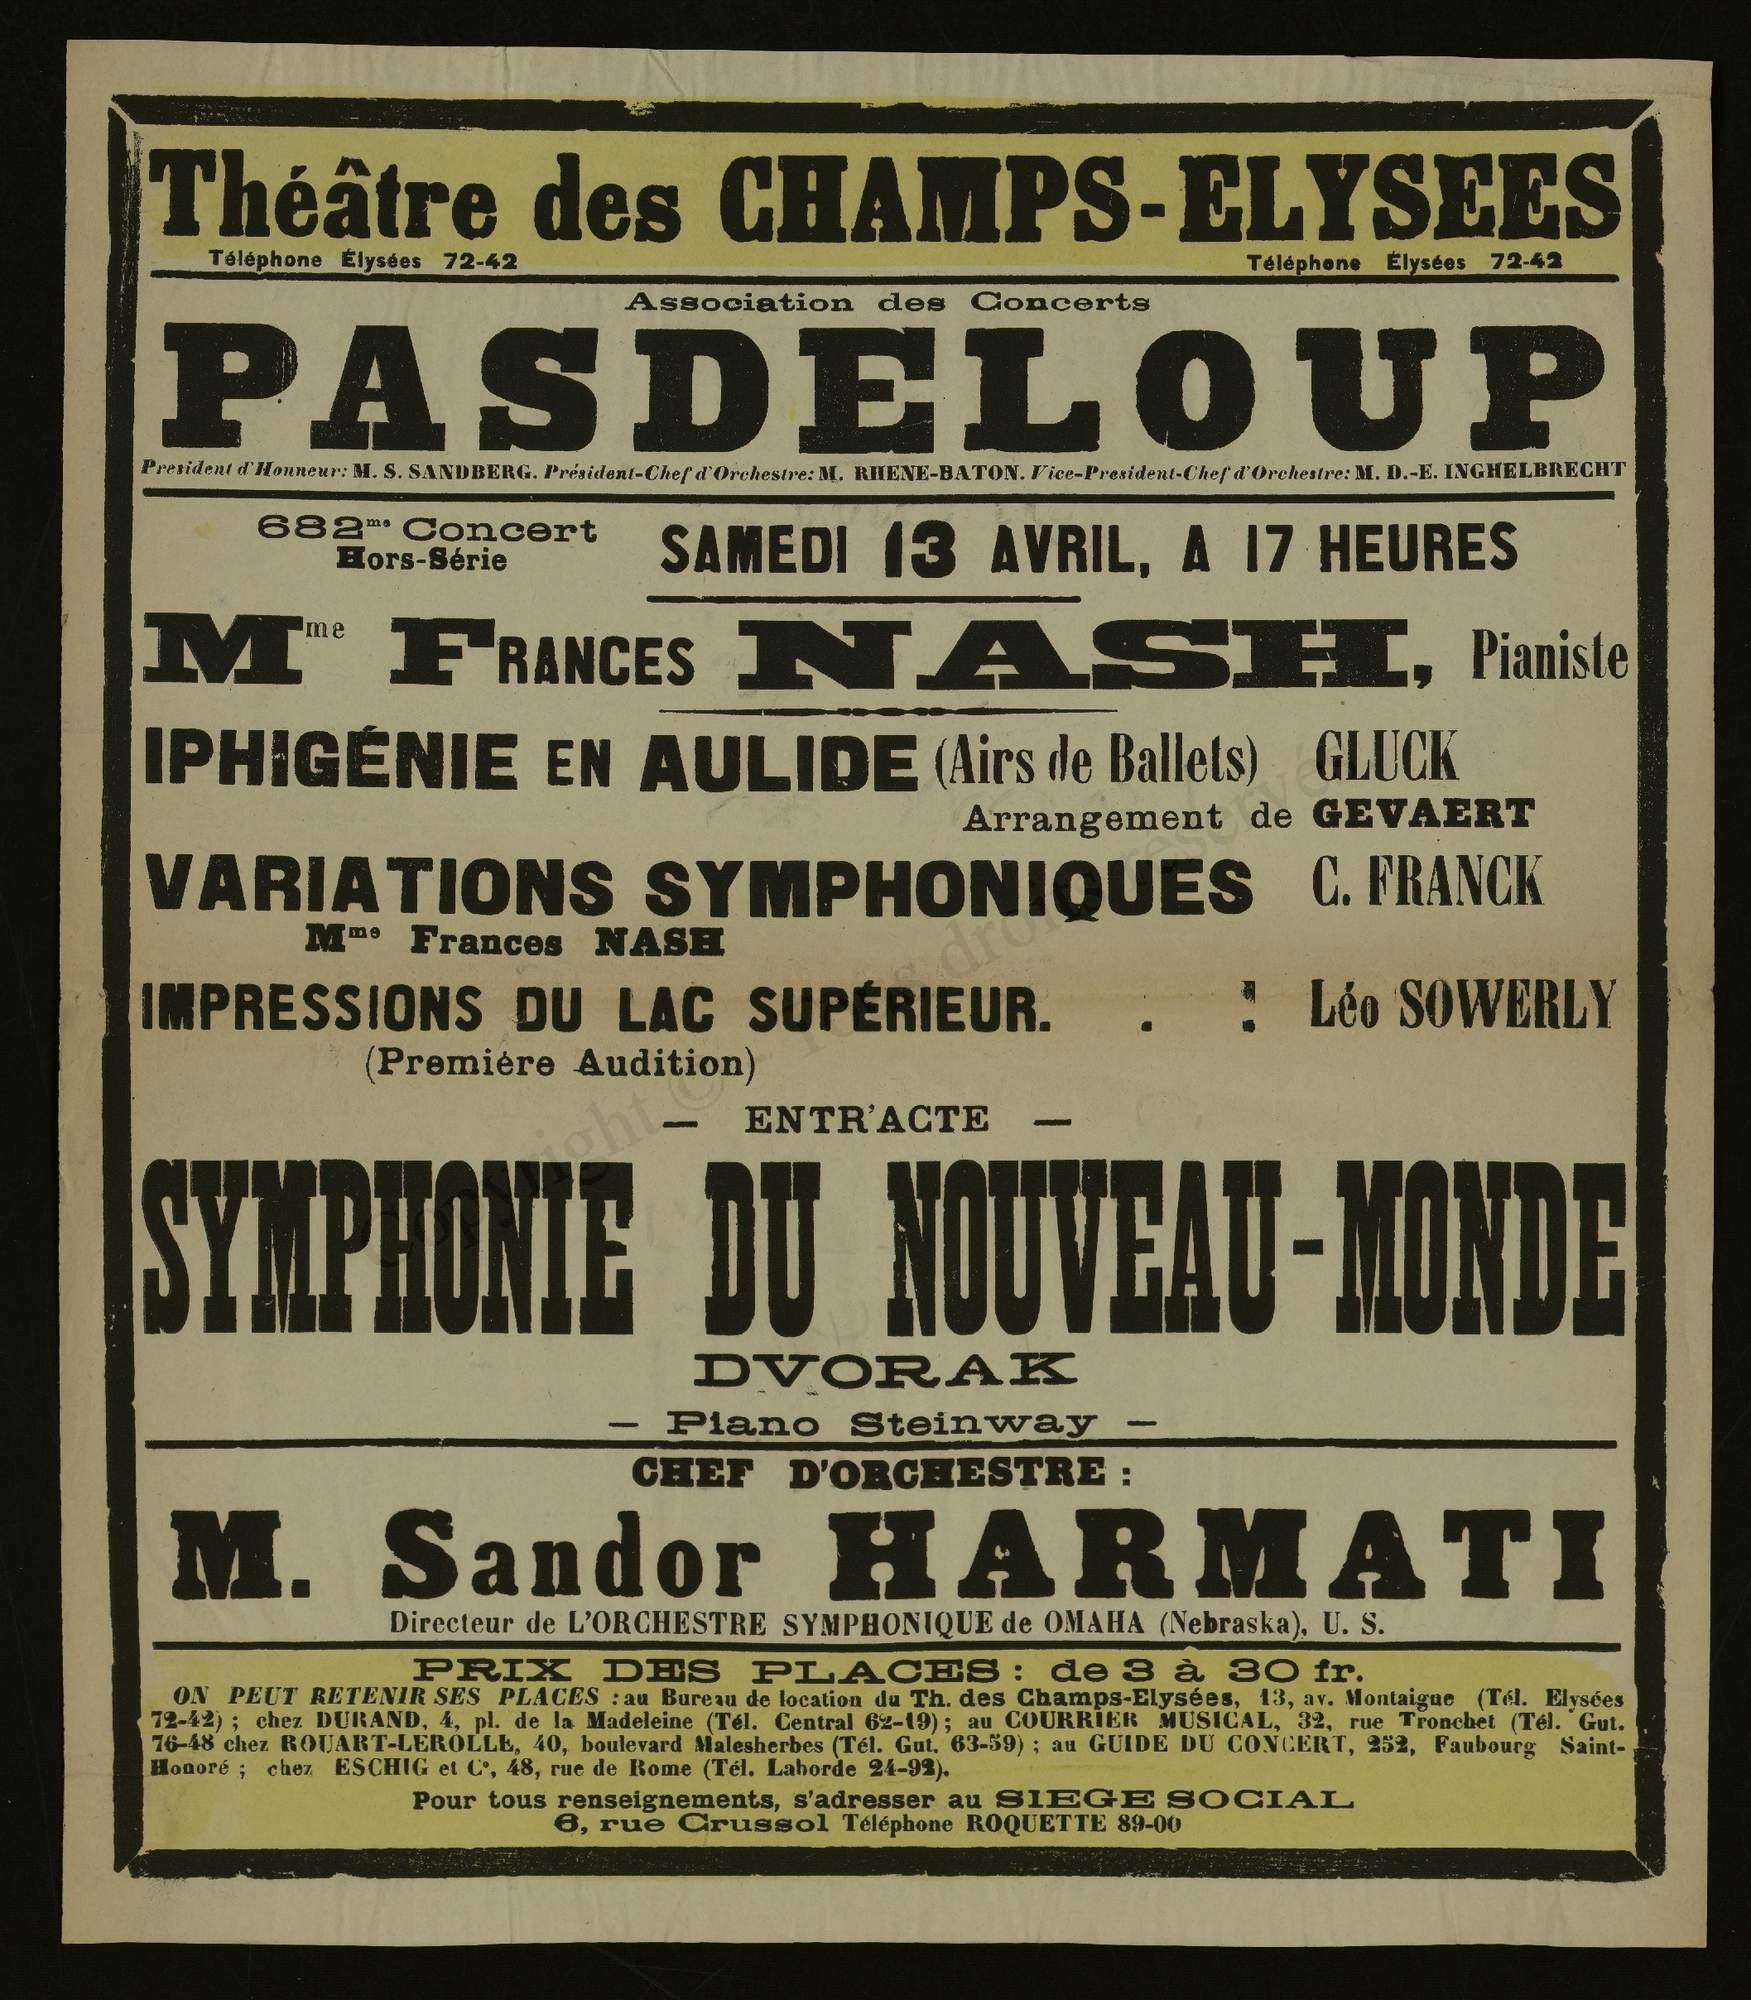 Théâtre des CHAMPS-ELYSEES
Téléphone Élysées 72-42 Téléphone Élysées 72-42
Association des Concerts
PASDELOUP
President d'Honneur: M. S. SANDBERG. Président-Chef d'Orchestre: M. RHENE-BATON. Vice-President-Chef d'Orchestre: M. D.-E. INGHELBRECHT
682me Concert
Hors-Série
SAMEDI 13 AVRIL, A 17 HEURES
Mme FRANCES NASH, Pianiste
IPHIGÉNIE EN AULIDE (Airs de Ballets) GLUCK
Arrangement de GEVAERT
VARIATIONS SYMPHONIQUES C. FRANCK
Mme Frances NASH
IMPRESSIONS DU LAC SUPÉRIEUR. . : Léo SOWERLY
(Première Audition)
— ENTR'ACTE —
SYMPHONIE DU NOUVEAU-MONDE
DVORAK
— Piano Steinway —
CHEF D'ORCHESTRE :
M. Sandor HARMATI
Directeur de L'ORCHESTRE SYMPHONIQUE de OMAHA (Nebraska), U. S.
PRIX DES PLACES : de 3 à 30 fr.
ON PEUT RETENIR SES PLACES : au Bureau de location du Th. des Champs-Elysées, 13, av. Montaigne (Tél. Elysées
72-42) ; chez DURAND, 4, pl. de la Madeleine (Tél. Central 62-19) ; au COURRIER MUSICAL, 32, rue Tronchet (Tél. Gut.
76-48 chez ROUART-LEROLLE, 40, boulevard Malesherbes (Tél. Gut. 63-59) ; au GUIDE DU CONCERT, 252, Faubourg Saint-
Honoré ; chez ESCHIG et Co, 48, rue de Rome (Tél. Laborde 24-92).
Pour tous renseignements, s'adresser au SIEGE SOCIAL
6, rue Crussol Téléphone ROQUETTE 89-00
Copyright © - Tous droits réservés